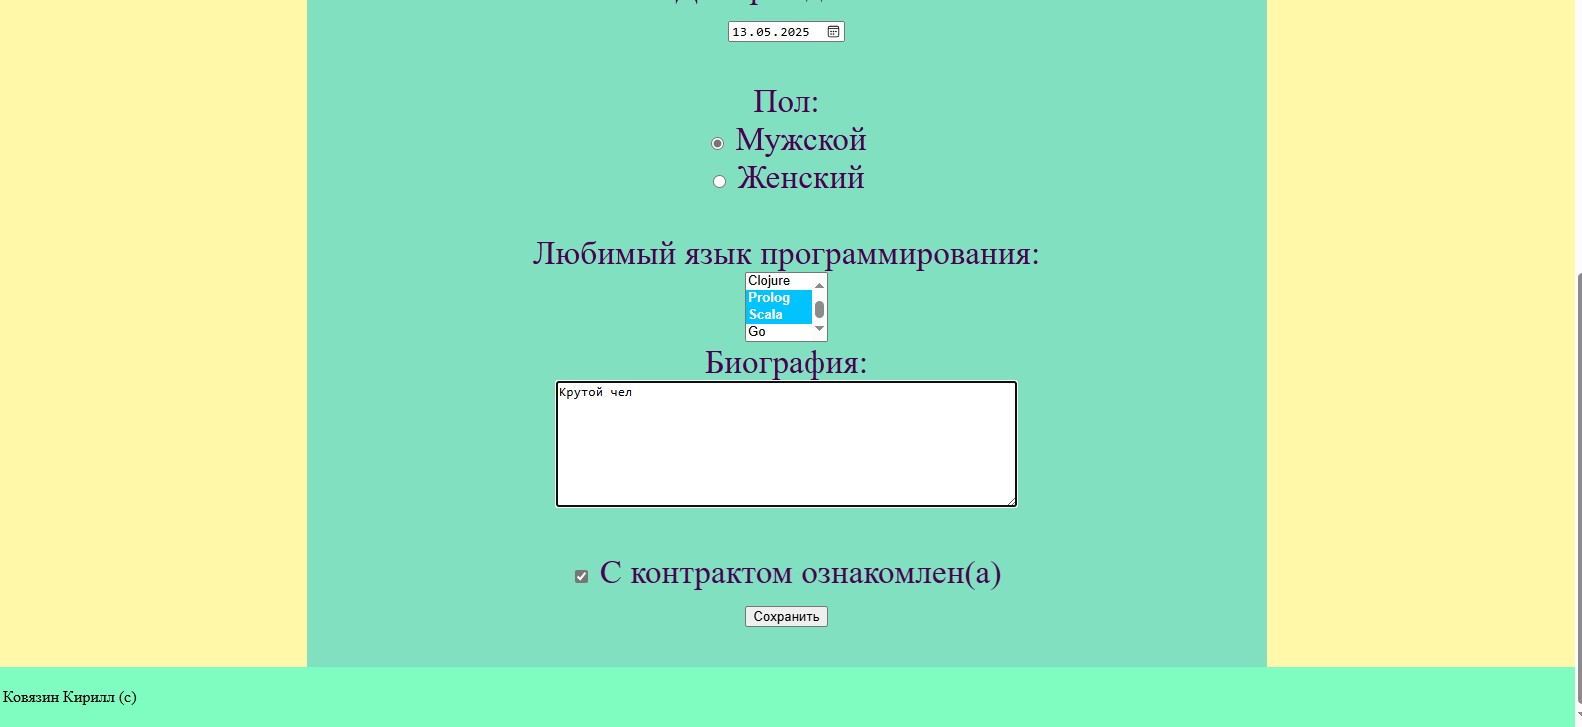 13.05.2025
Пол:
Мужской
Женский
Любимый язык программирования:
Clojure
Prolog
Scala
Go
Биография:
Крутой чел
С контрактом ознакомлен(а)
Сохранить
Ковязин Кирилл (с)